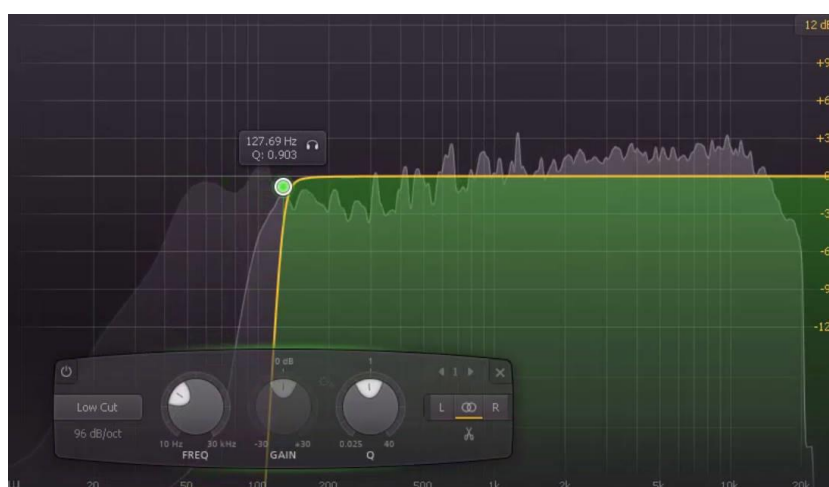 12 dB
+9
+6
127.69 Hz
Q: 0.903
+3
0
-3
-6
-9
-12
0 dB
1
1
Low Cut
L
R
96 dB/oct
10 Hz
30 kHz
-30
+30
0.025
40
FREQ
GAIN
Q
20
50
100
200
500
1k
2k
5k
10k
20k